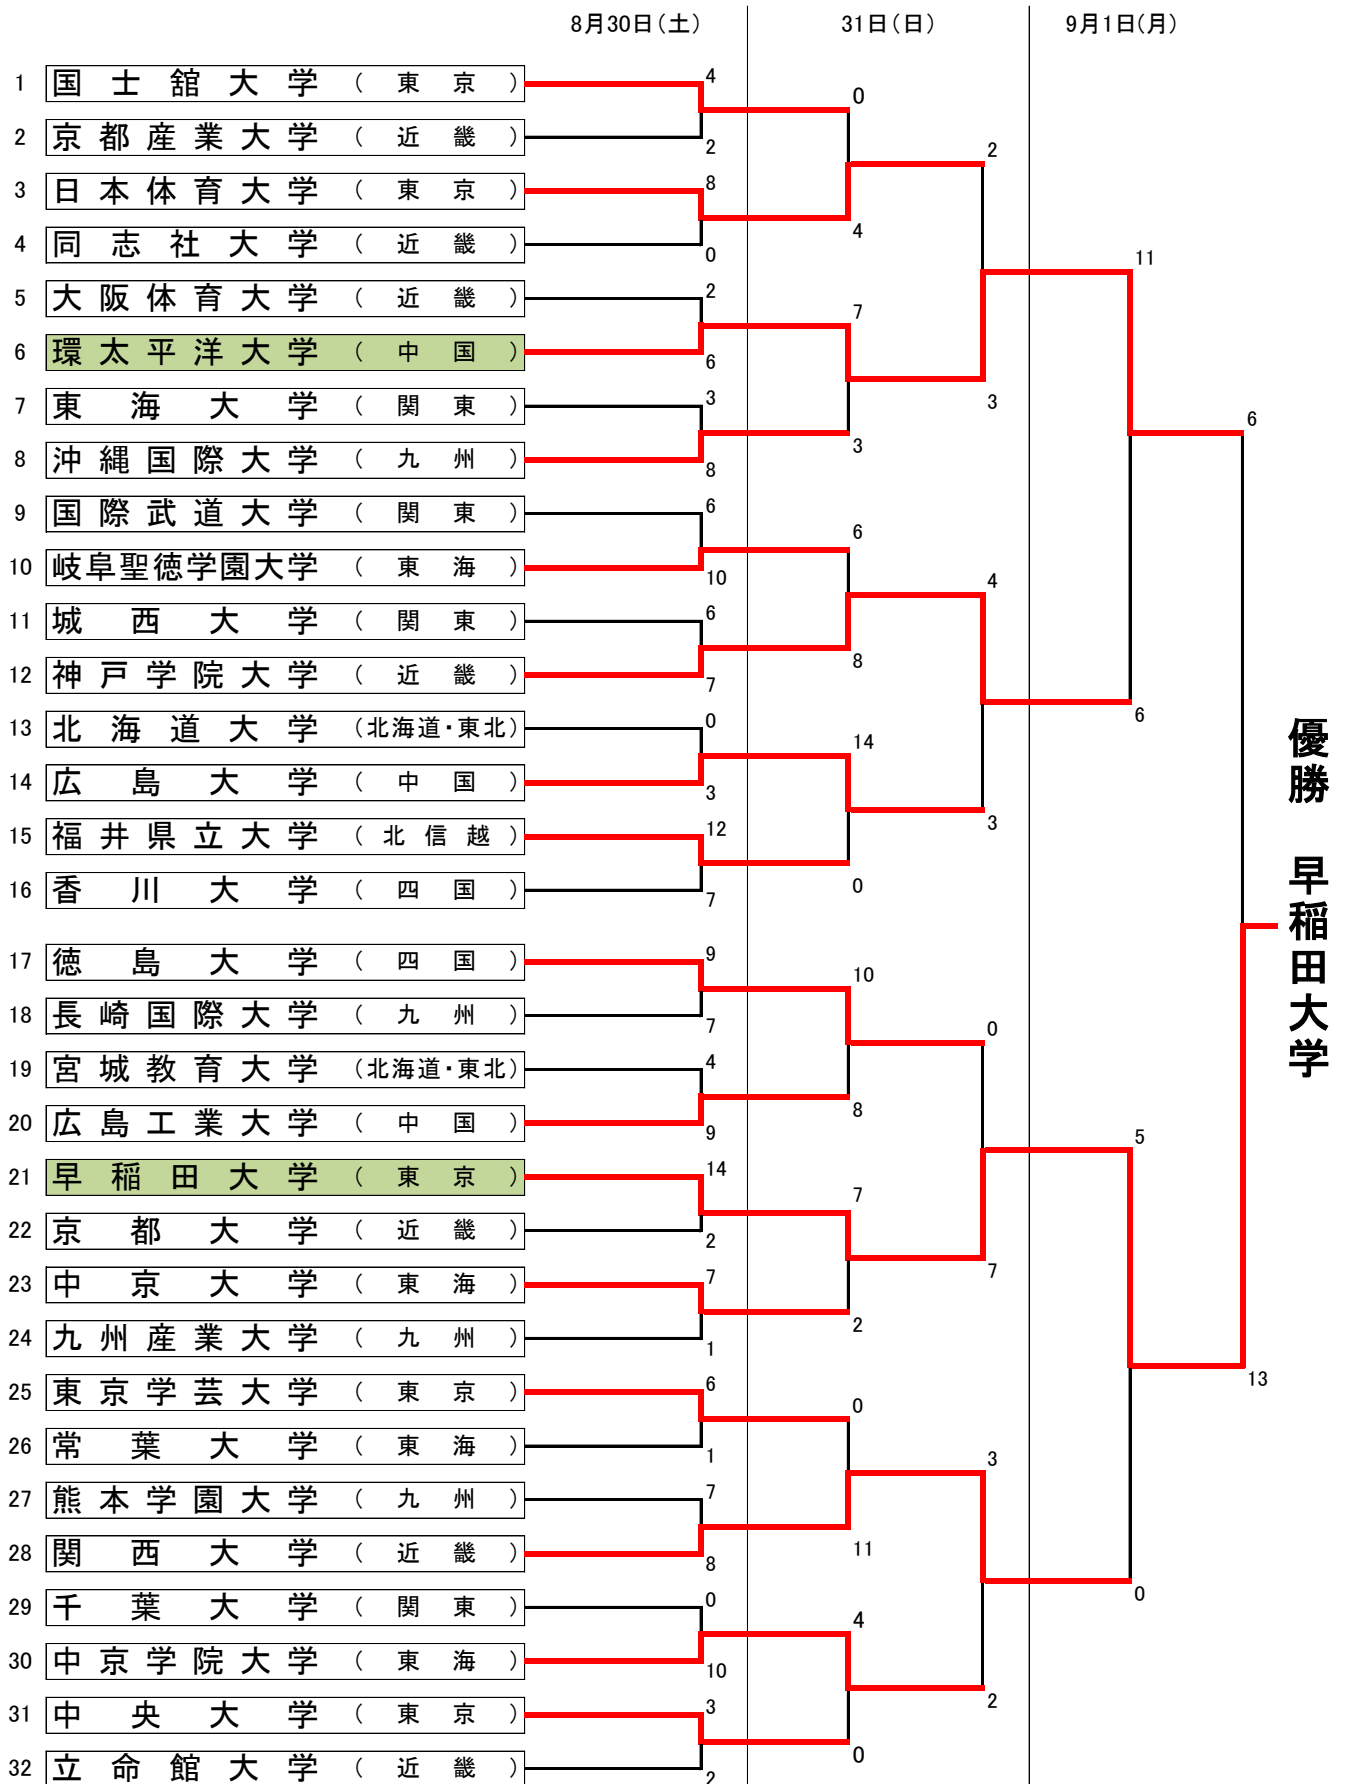 8月30日(土) 31日(日) 9月1日(月)
1 国士舘大学 (東京) 4
0
2 京都産業大学 (近畿) 2
2
3 日本体育大学 (東京) 8
4
4 同志社大学 (近畿) 0
11
5 大阪体育大学 (近畿) 2
7
6 環太平洋大学 (中国) 6
3
7 東海大学 (関東) 3
6
3
8 沖縄国際大学 (九州) 8
9 国際武道大学 (関東) 6
6
10 岐阜聖徳学園大学 (東海) 10
4
11 城西大学 (関東) 6
8
12 神戸学院大学 (近畿) 7
6
13 北海道大学 (北海道・東北) 0
14
14 広島大学 (中国) 3
3
15 福井県立大学 (北信越) 12
0
16 香川大学 (四国) 7
優勝 早稲田大学
17 徳島大学 (四国) 9
10
18 長崎国際大学 (九州) 7
0
19 宮城教育大学 (北海道・東北) 4
8
20 広島工業大学 (中国) 9
5
21 早稲田大学 (東京) 14
7
22 京都大学 (近畿) 2
7
23 中京大学 (東海) 7
2
24 九州産業大学 (九州) 1
13
25 東京学芸大学 (東京) 6
0
26 常葉大学 (東海) 1
3
27 熊本学園大学 (九州) 7
11
28 関西大学 (近畿) 8
0
29 千葉大学 (関東) 0
4
30 中京学院大学 (東海) 10
2
31 中央大学 (東京) 3
0
32 立命館大学 (近畿) 2